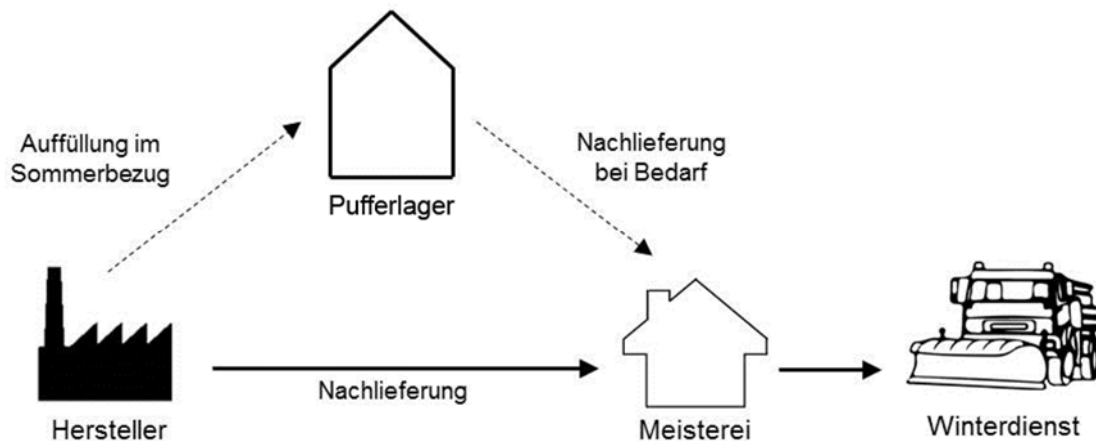 Auffüllung im
Sommerbezug
Pufferlager
Nachlieferung
bei Bedarf
Hersteller
Nachlieferung
Meisterei
Winterdienst